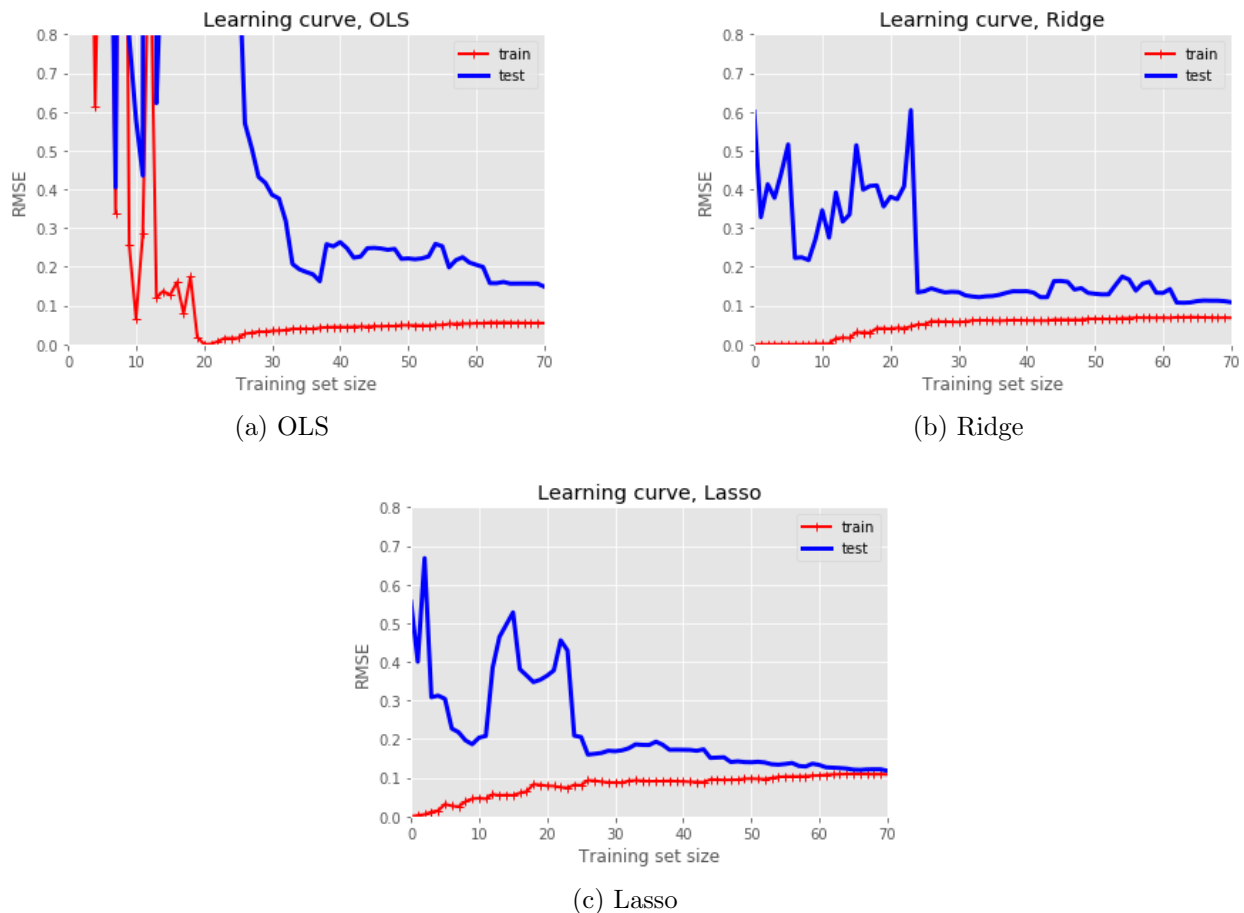 Learning curve, OLS
0.8
0.7
0.6
0.5
0.4
0.3
0.2
0.1
0.0
RMSE
train
test
0 10 20 30 40 50 60 70
Training set size
(a) OLS
Learning curve, Ridge
0.8
0.7
0.6
0.5
0.4
0.3
0.2
0.1
0.0
RMSE
train
test
0 10 20 30 40 50 60 70
Training set size
(b) Ridge
Learning curve, Lasso
0.8
0.7
0.6
0.5
0.4
0.3
0.2
0.1
0.0
RMSE
train
test
0 10 20 30 40 50 60 70
Training set size
(c) Lasso